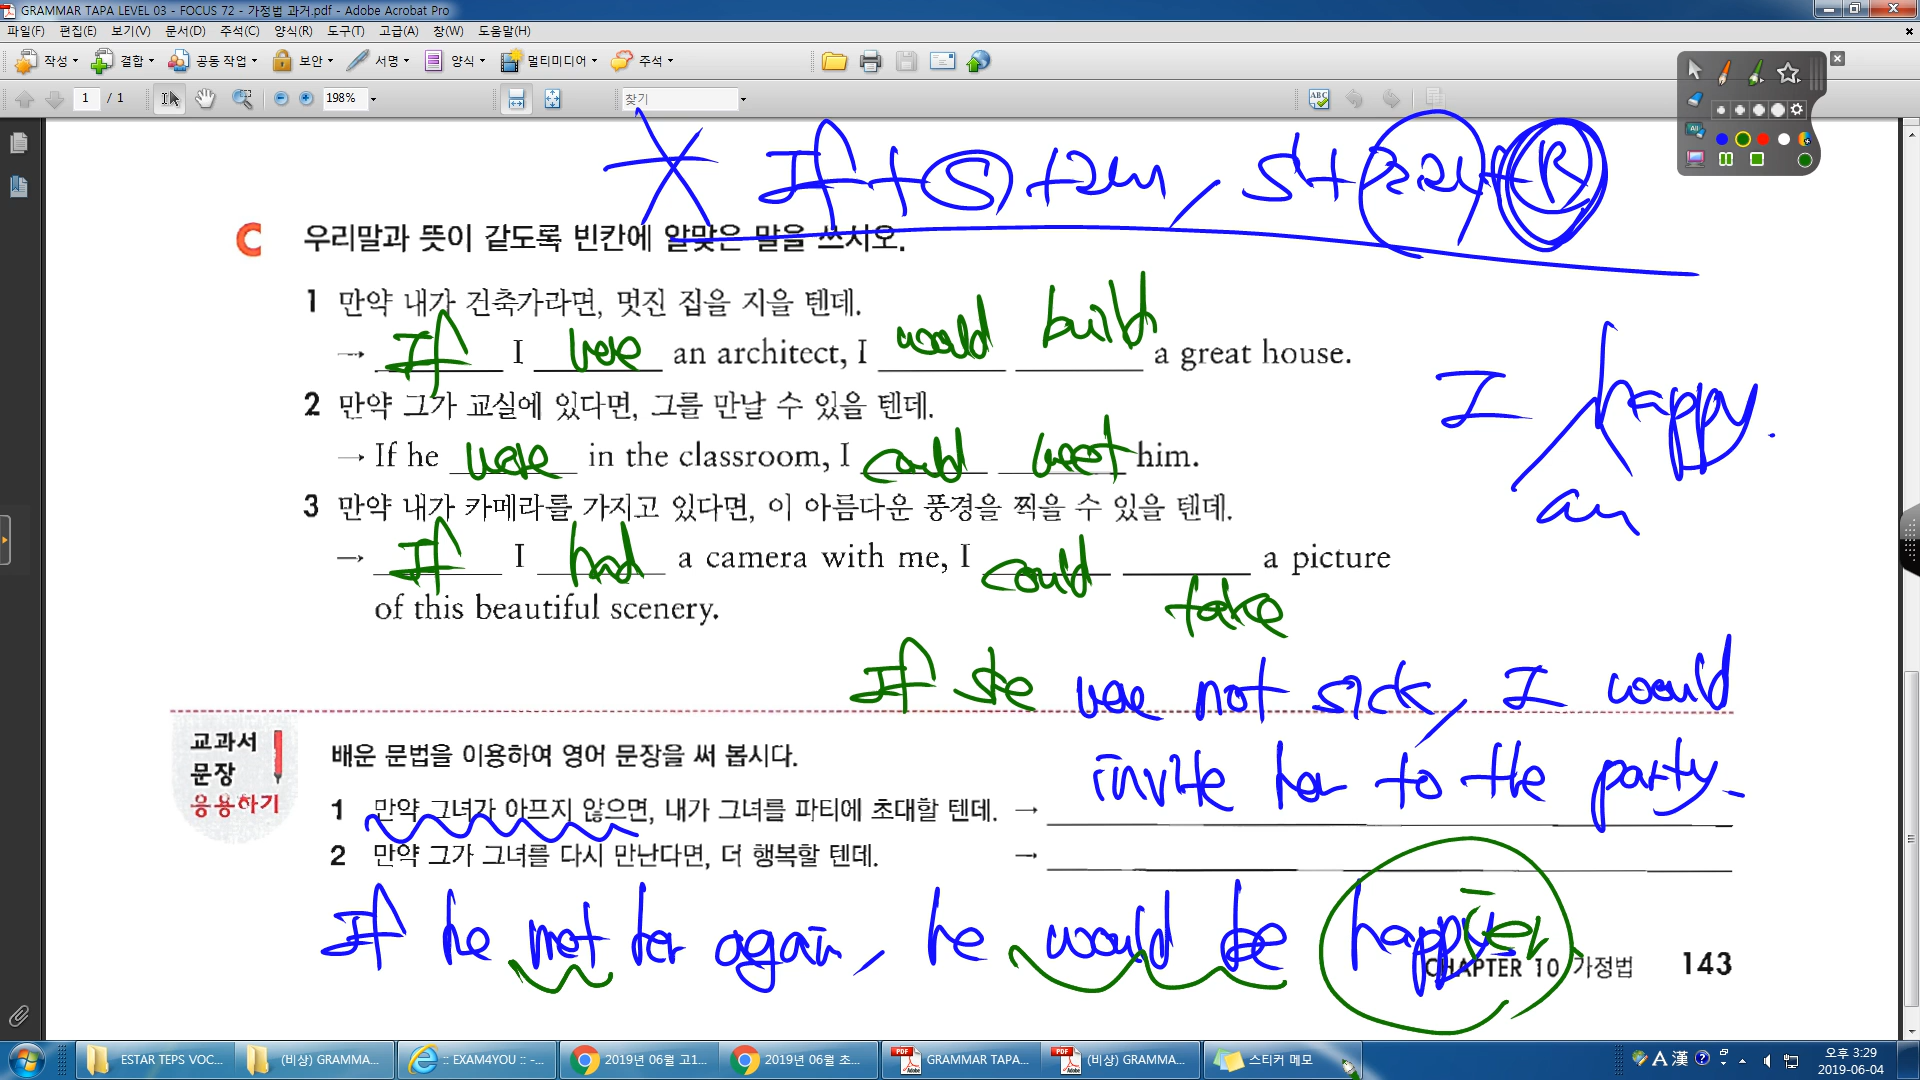 GRAMMAR TAPA LEVEL 03 - FOCUS 72 - 가정법 과거.pdf - Adobe Acrobat Pro
파일(F) 편집(E) 보기(V) 문서(D) 주석(C) 양식(R) 도구(T) 고급(A) 창(W) 도움말(H)
작성 결합 공동 작업 보안 서명 양식 멀티미디어 주석
1 / 1 198% 찾기
If + S + , S + + R
C 우리말과 뜻이 같도록 빈칸에 알맞은 말을 쓰시오.
1 만약 내가 건축가라면, 멋진 집을 지을 텐데.
→ If I were an architect, I would build a great house.
2 만약 그가 교실에 있다면, 그를 만날 수 있을 텐데.
I happy.
→ If he were in the classroom, I could meet him.
am
3 만약 내가 카메라를 가지고 있다면, 이 아름다운 풍경을 찍을 수 있을 텐데.
→ If I had a camera with me, I could take a picture
of this beautiful scenery.
If she were not sick, I would
invite her to the party.
교과서
문장
응용하기
배운 문법을 이용하여 영어 문장을 써 봅시다.
1 만약 그녀가 아프지 않으면, 내가 그녀를 파티에 초대할 텐데. →
2 만약 그가 그녀를 다시 만난다면, 더 행복할 텐데. →
If he met her again, he would be happier
CHAPTER 10 가정법 143
ESTAR TEPS VOC... (비상) GRAMMA... :: EXAM4YOU :: -... 2019년 06월 고1... 2019년 06월 초... GRAMMAR TAPA... (비상) GRAMMA... 스티커 메모
A 漢 오후 3:29
2019-06-04